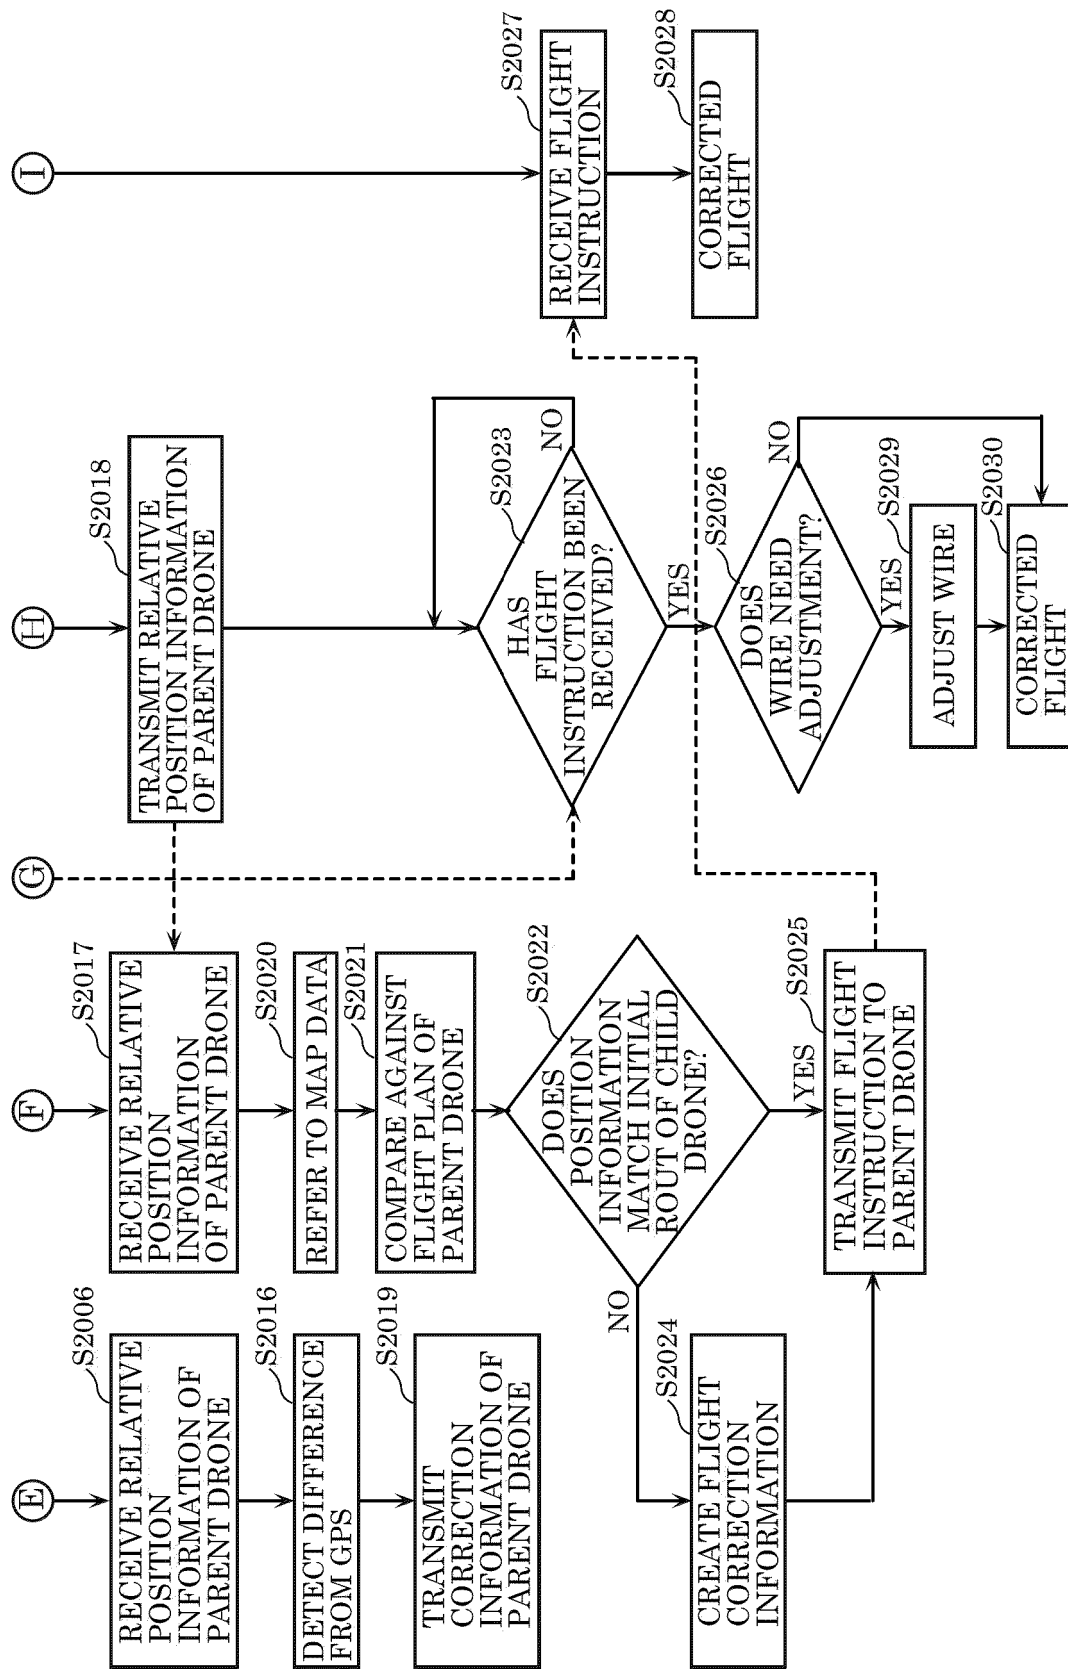 E
RECEIVE RELATIVE
POSITION
INFORMATION OF
PARENT DRONE
S2006
DETECT DIFFERENCE
FROM GPS
S2016
TRANSMIT
CORRECTION
INFORMATION OF
PARENT DRONE
S2019
F
RECEIVE RELATIVE
POSITION
INFORMATION
OF PARENT DRONE
S2017
REFER TO MAP DATA
S2020
COMPARE AGAINST
FLIGHT PLAN OF
PARENT DRONE
S2021
DOES
POSITION
INFORMATION
MATCH INITIAL
ROUT OF CHILD
DRONE?
S2022
NO
YES
CREATE FLIGHT
CORRECTION
INFORMATION
S2024
TRANSMIT FLIGHT
INSTRUCTION TO
PARENT DRONE
S2025
G
H
TRANSMIT RELATIVE
POSITION INFORMATION
OF PARENT DRONE
S2018
HAS
FLIGHT
INSTRUCTION BEEN
RECEIVED?
S2023
NO
YES
DOES
WIRE NEED
ADJUSTMENT?
S2026
NO
YES
ADJUST WIRE
S2029
CORRECTED
FLIGHT
S2030
I
RECEIVE FLIGHT
INSTRUCTION
S2027
CORRECTED
FLIGHT
S2028